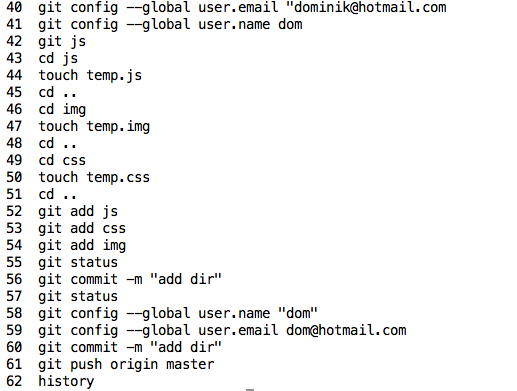 40 git config --global user.email "dominik@hotmail.com
41 git config --global user.name dom
42 git js
43 cd js
44 touch temp.js
45 cd ..
46 cd img
47 touch temp.img
48 cd ..
49 cd css
50 touch temp.css
51 cd ..
52 git add js
53 git add css
54 git add img
55 git status
56 git commit -m "add dir"
57 git status
58 git config --global user.name "dom"
59 git config --global user.email dom@hotmail.com
60 git commit -m "add dir"
61 git push origin master
62 history